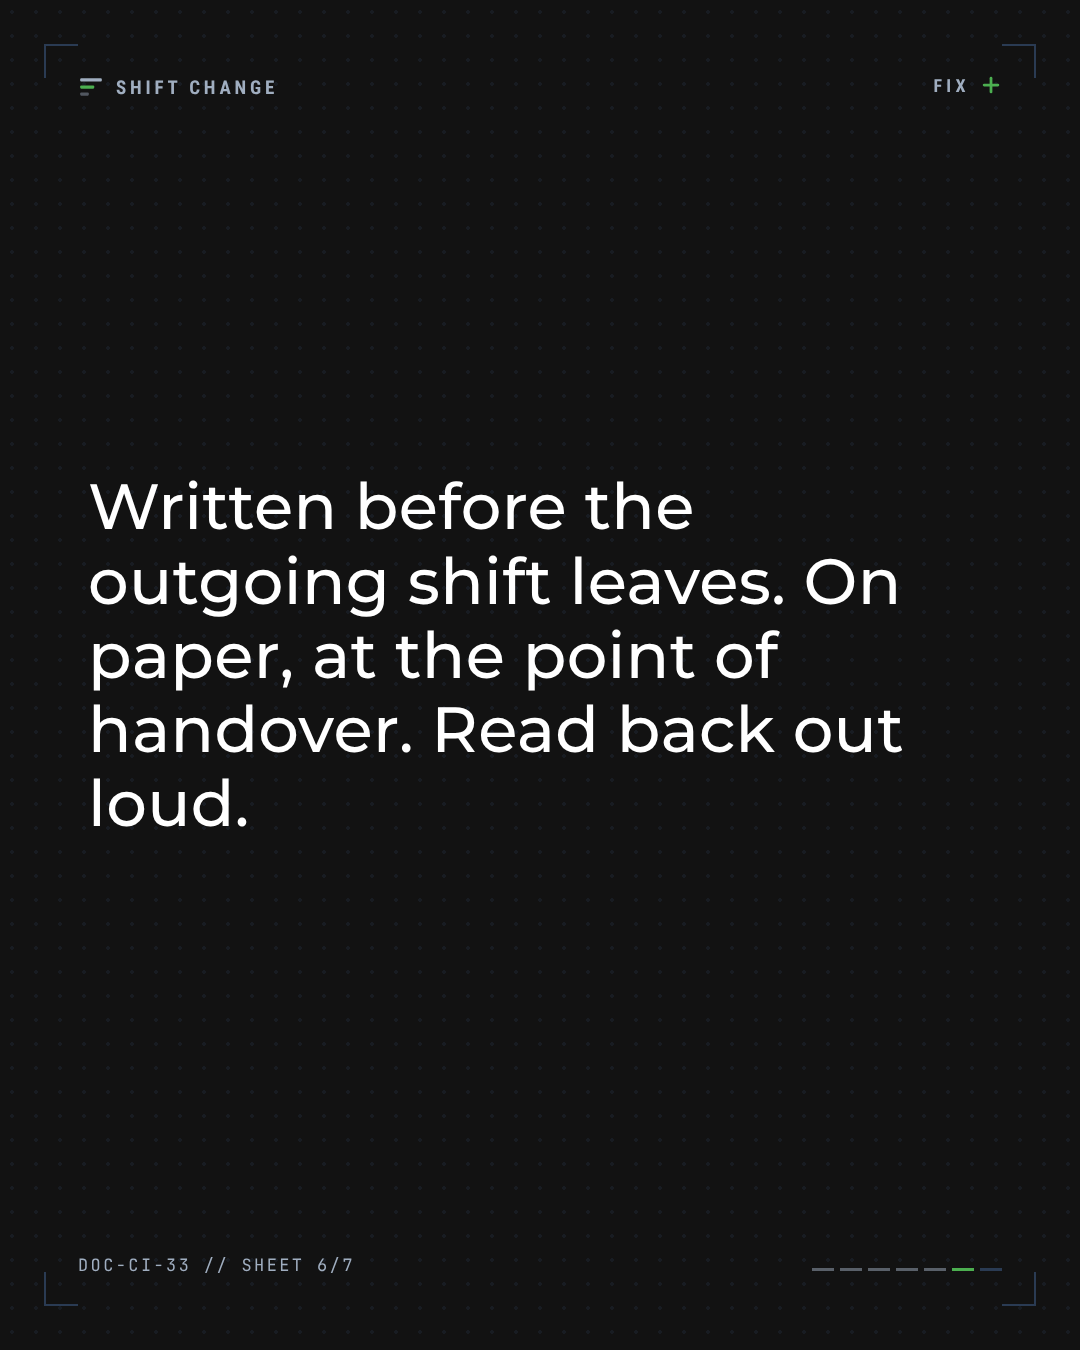 SHIFT CHANGE
FIX +
Written before the
outgoing shift leaves. On
paper, at the point of
handover. Read back out
loud.
DOC-CI-33 // SHEET 6/7